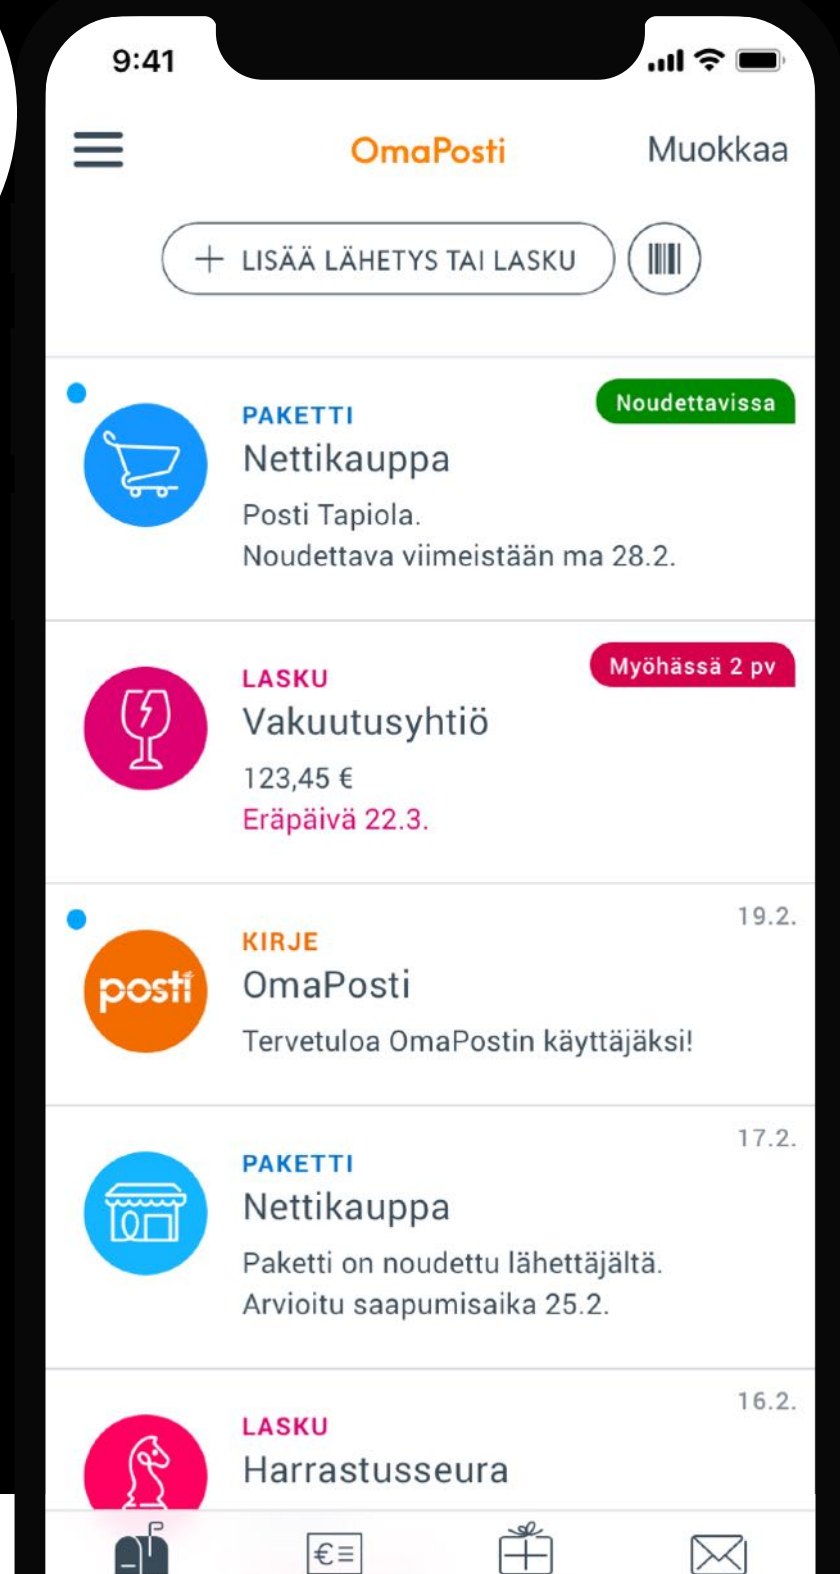 9:41
OmaPosti
Muokkaa
+ LISÄÄ LÄHETYS TAI LASKU
Noudettavissa
PAKETTI
Nettikauppa
Posti Tapiola.
Noudettava viimeistään ma 28.2.
Myöhässä 2 pv
LASKU
Vakuutusyhtiö
123,45 €
Eräpäivä 22.3.
19.2.
KIRJE
posti
OmaPosti
Tervetuloa OmaPostin käyttäjäksi!
17.2.
PAKETTI
Nettikauppa
Paketti on noudettu lähettäjältä.
Arvioitu saapumisaika 25.2.
16.2.
LASKU
Harrastusseura
€